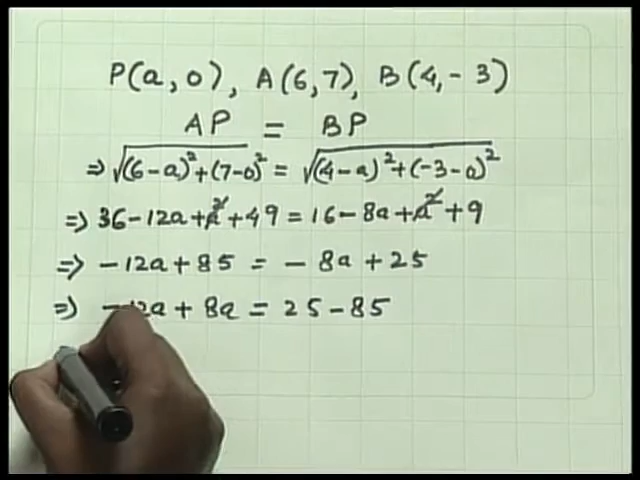 P(a,0), A(6,7), B(4,-3)
AP = BP
⇒ √(6-a)²+(7-0)² = √(4-a)²+(-3-0)²
⇒ 36-12a+a²+49 = 16-8a+a²+9
⇒ -12a+85 = -8a+25
⇒ -12a+8a = 25-85